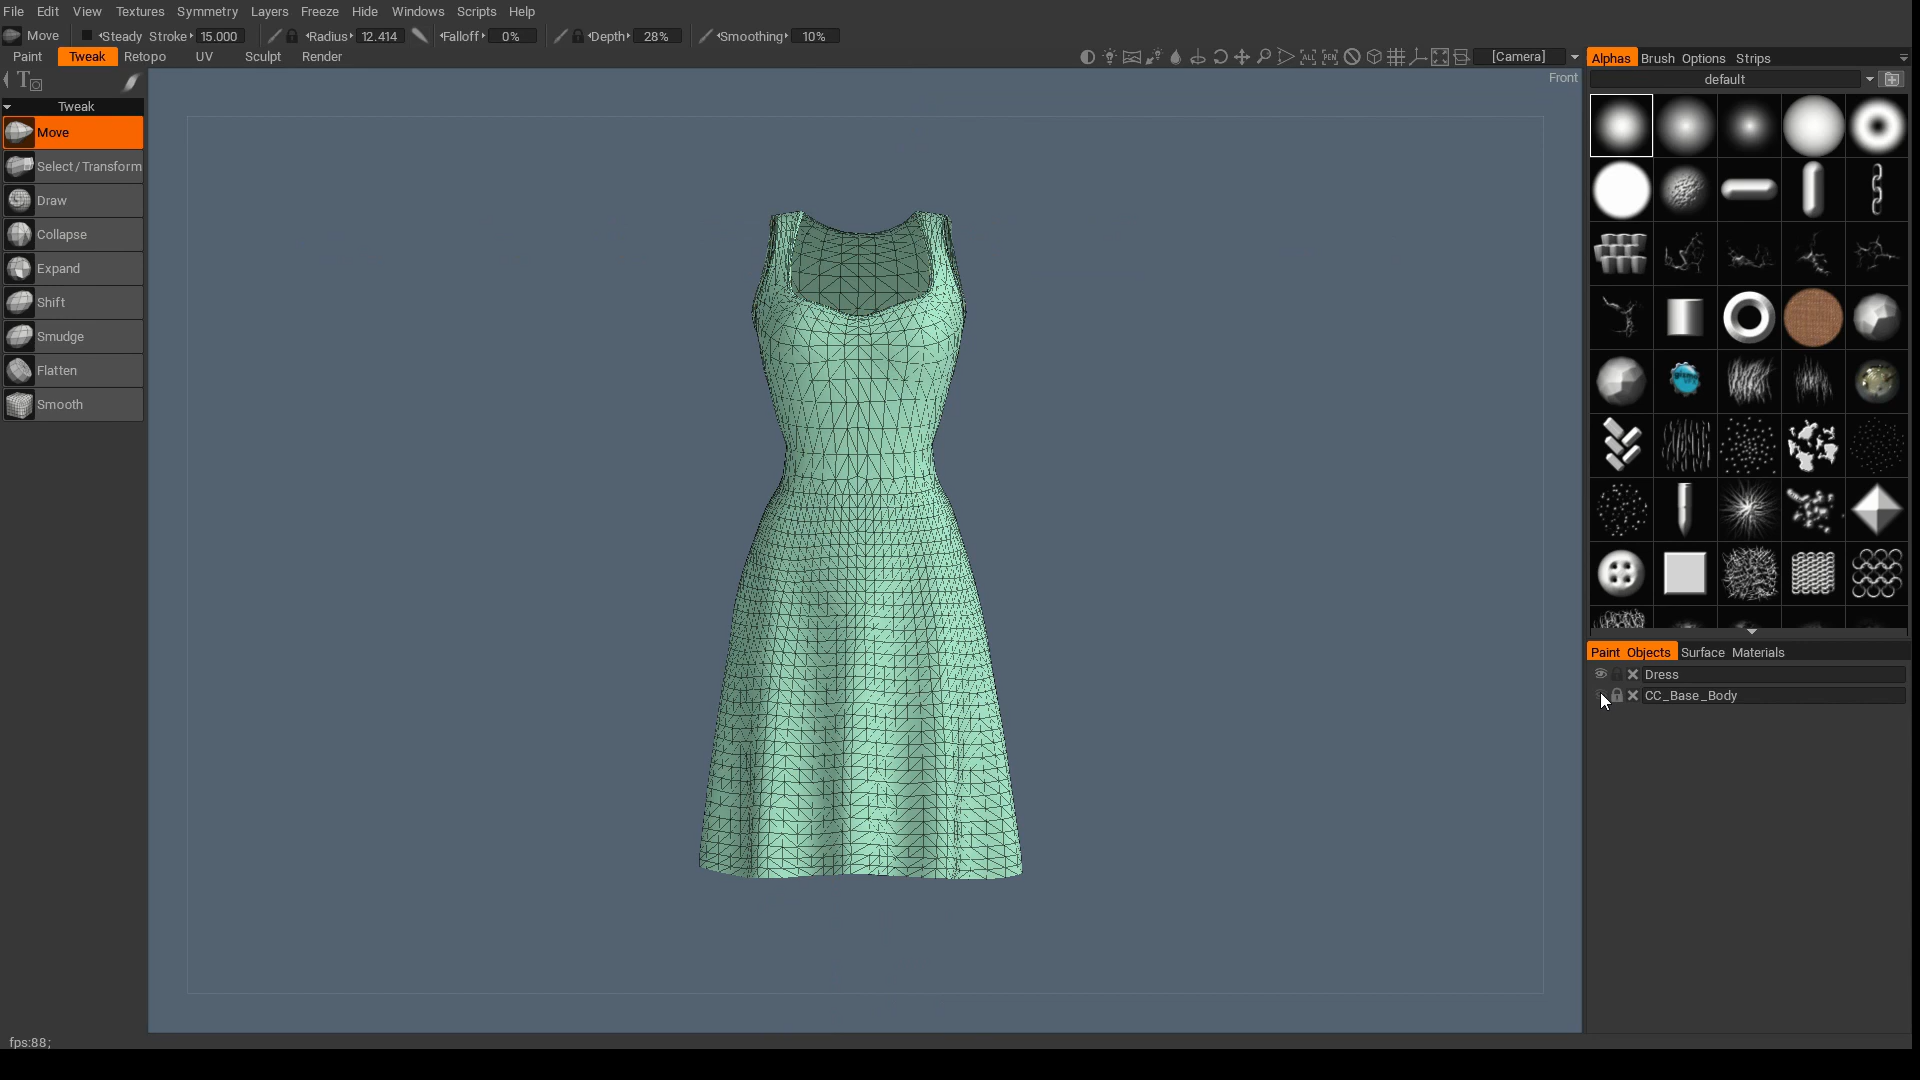 File Edit View Textures Symmetry Layers Freeze Hide Windows Scripts Help
Move Steady Stroke 15.000 Radius 12.414 Falloff 0% Depth 28% Smoothing 10%
Paint Tweak Retopo UV Sculpt Render ALL PEN [Camera] Alphas Brush Options Strips
Front
default
Tweak
Move
Select/Transform
Draw
Collapse
Expand
Shift
Smudge
Flatten
Smooth
Paint Objects Surface Materials
Dress
CC_Base_Body
fps:88;